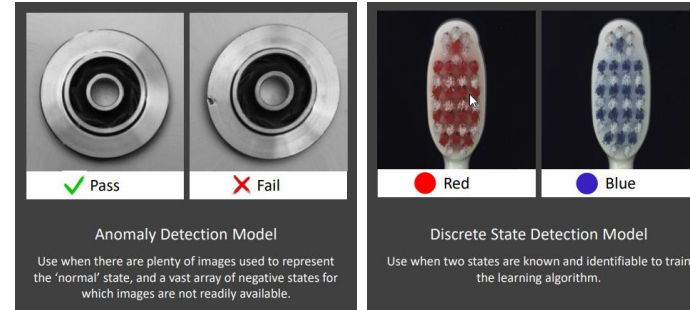 Pass
Fail
Anomaly Detection Model
Use when there are plenty of images used to represent
the 'normal' state, and a vast array of negative states for
which images are not readily available.
Red
Blue
Discrete State Detection Model
Use when two states are known and identifiable to train
the learning algorithm.